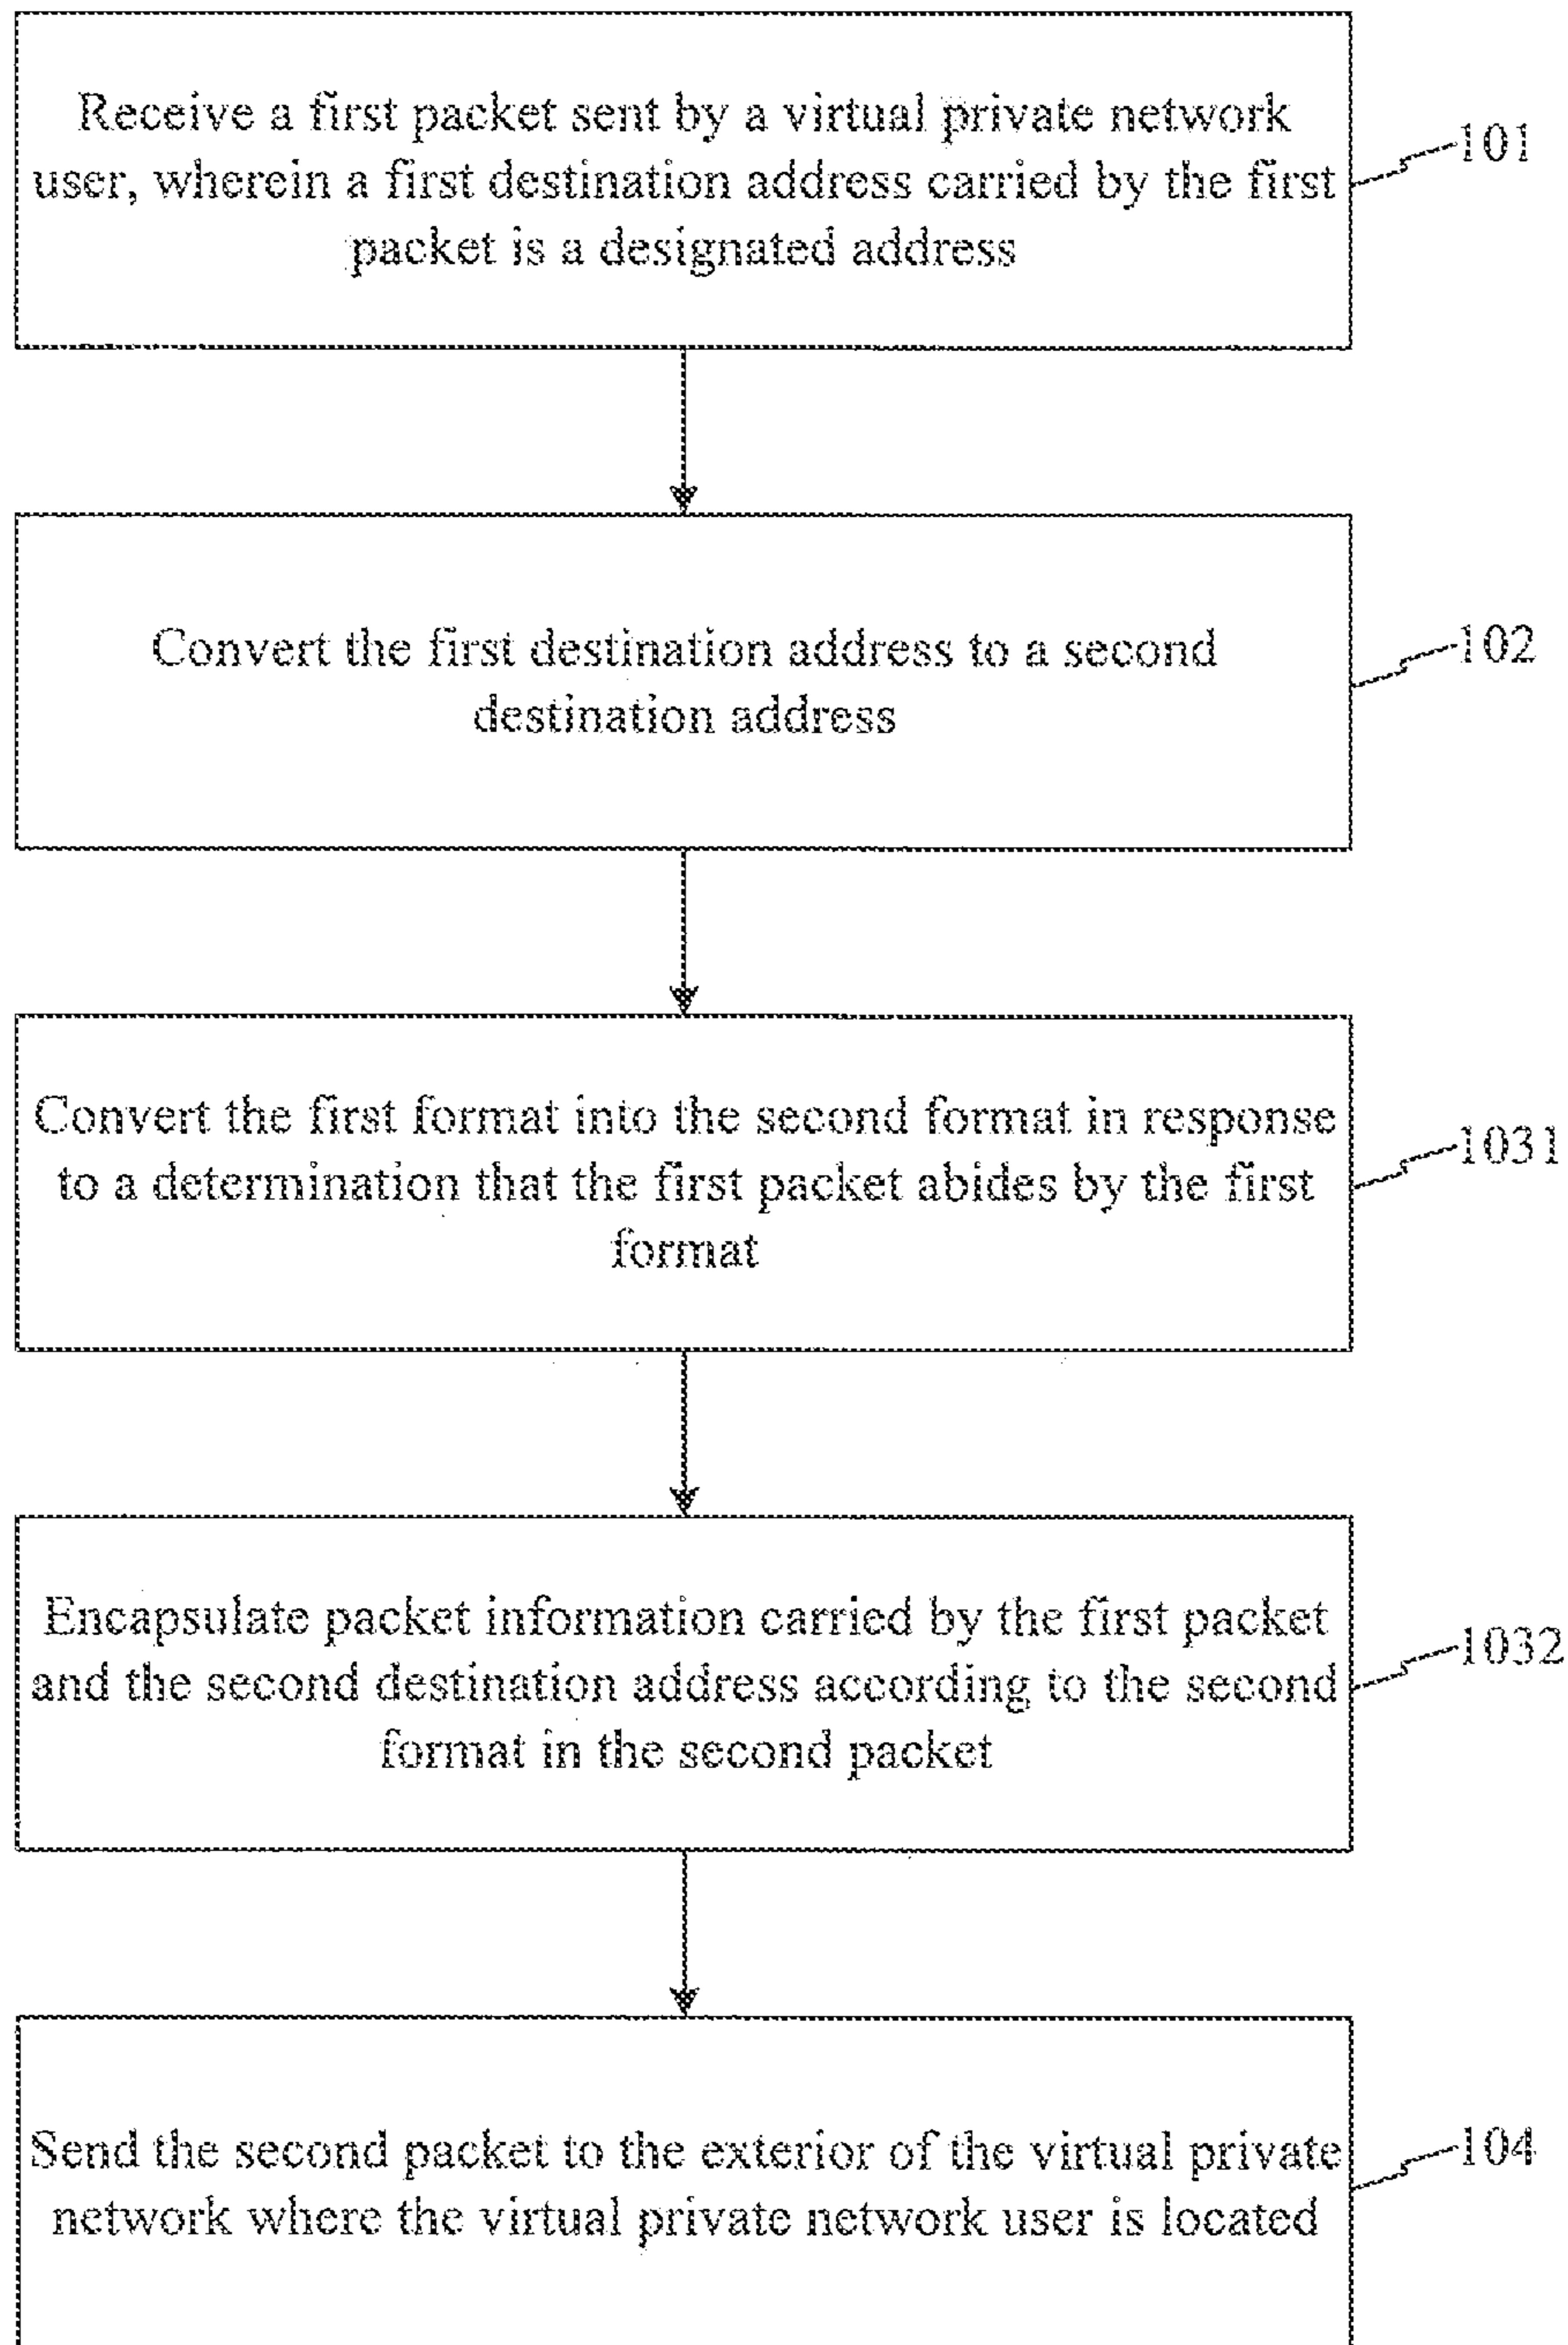 Receive a first packet sent by a virtual private network
user, wherein a first destination address carried by the first
packet is a designated address
101
Convert the first destination address to a second
destination address
102
Convert the first format into the second format in response
to a determination that the first packet abides by the first
format
1031
Encapsulate packet information carried by the first packet
and the second destination address according to the second
format in the second packet
1032
Send the second packet to the exterior of the virtual private
network where the virtual private network user is located
104